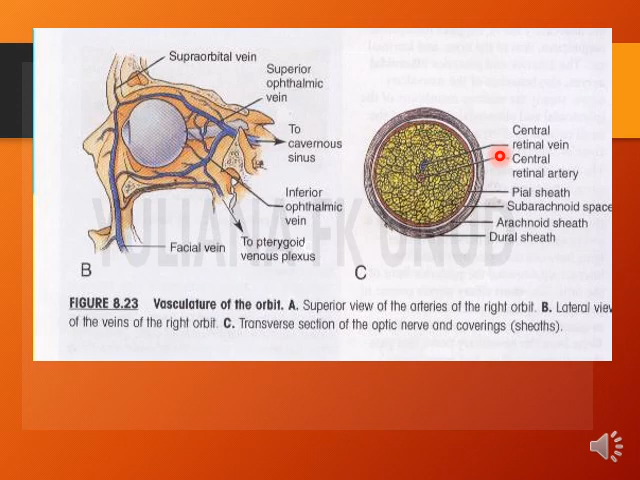 Supraorbital vein
Superior
ophthalmic
vein
To
cavernous
sinus
Inferior
ophthalmic
vein
Facial vein
To pterygoid
venous plexus
B
Central
retinal vein
Central
retinal artery
Pial sheath
Subarachnoid space
Arachnoid sheath
Dural sheath
C
YULIANA FK UNUD
FIGURE 8.23 Vasculature of the orbit. A. Superior view of the arteries of the right orbit. B. Lateral view
of the veins of the right orbit. C. Transverse section of the optic nerve and coverings (sheaths).